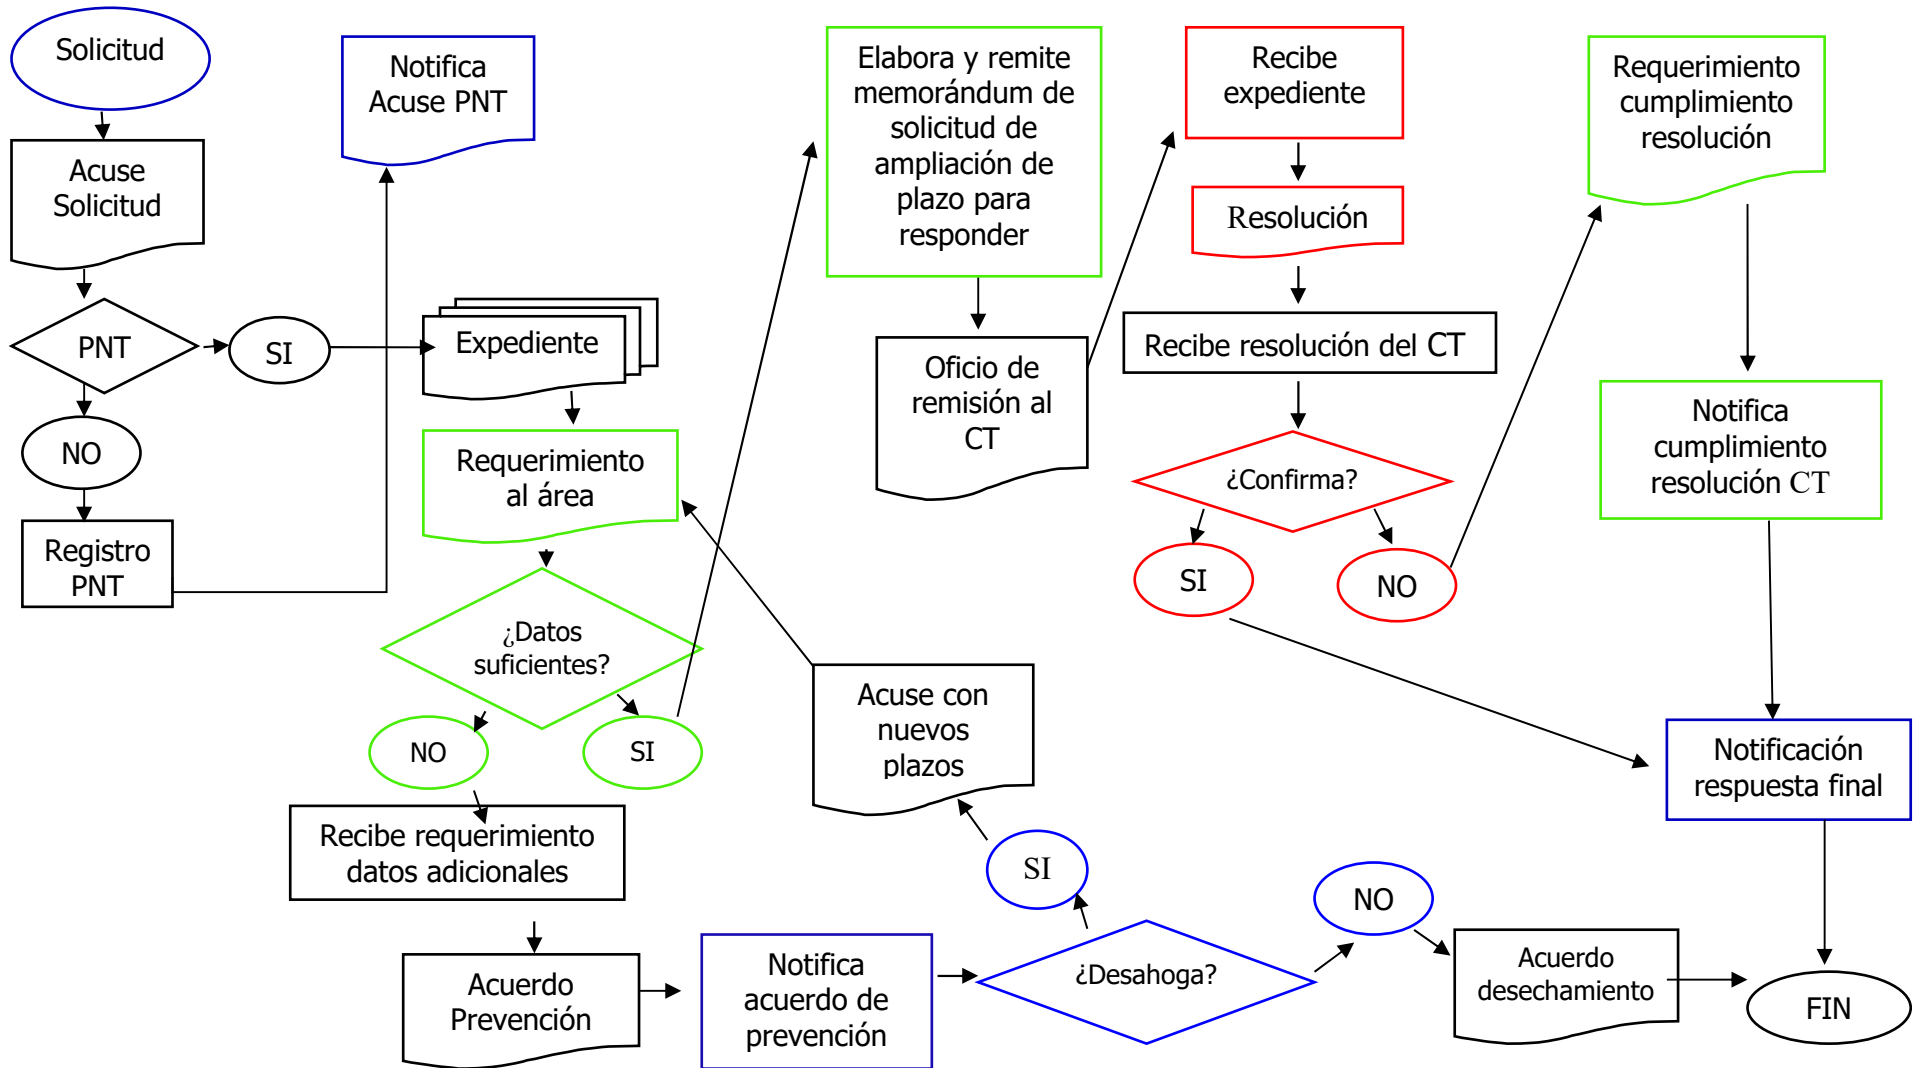 Solicitud
Acuse
Solicitud
PNT
SI
NO
Registro
PNT
Notifica
Acuse PNT
Expediente
Requerimiento
al área
¿Datos
suficientes?
NO
SI
Recibe requerimiento
datos adicionales
Acuerdo
Prevención
Notifica
acuerdo de
prevención
¿Desahoga?
SI
Acuse con
nuevos
plazos
NO
Acuerdo
desechamiento
FIN
Elabora y remite
memorándum de
solicitud de
ampliación de
plazo para
responder
Oficio de
remisión al
CT
Recibe
expediente
Resolución
Recibe resolución del CT
¿Confirma?
SI
NO
Requerimiento
cumplimiento
resolución
Notifica
cumplimiento
resolución CT
Notificación
respuesta final